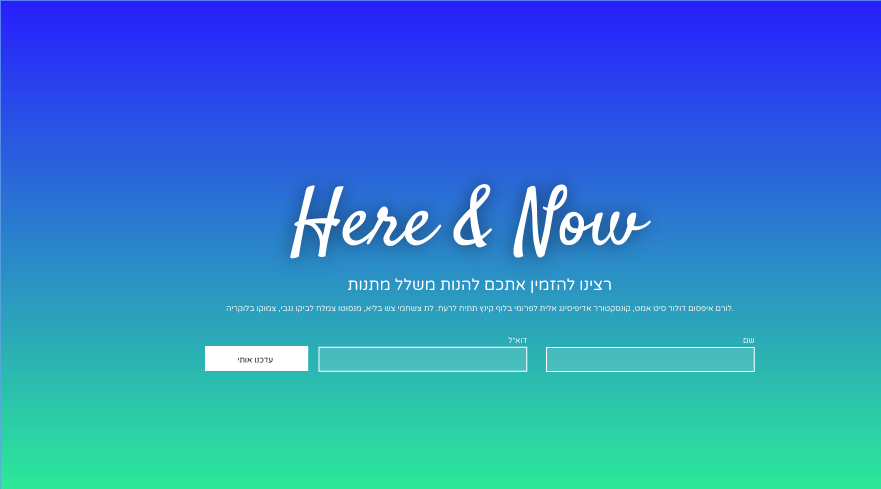 Here & Now
רצינו להזמין אתכם להנות משלל מתנות
לורם איפסום דולור סיט אמט, קונסקטורר אדיפיסינג אלית לפרומי בלוף קינץ תתיח לרעח. לת צשחמי צש בליא, מנסוטו צמלח לביקו ננבי, צמוקו בלוקריה.
שם
דוא"ל
עדכנו אותי